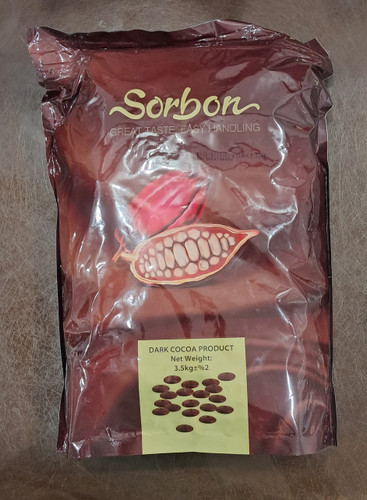 Sorbon
GREAT TASTE, EASY HANDLING
DARK COCOA PRODUCT
Net Weight:
3.5kg±%2